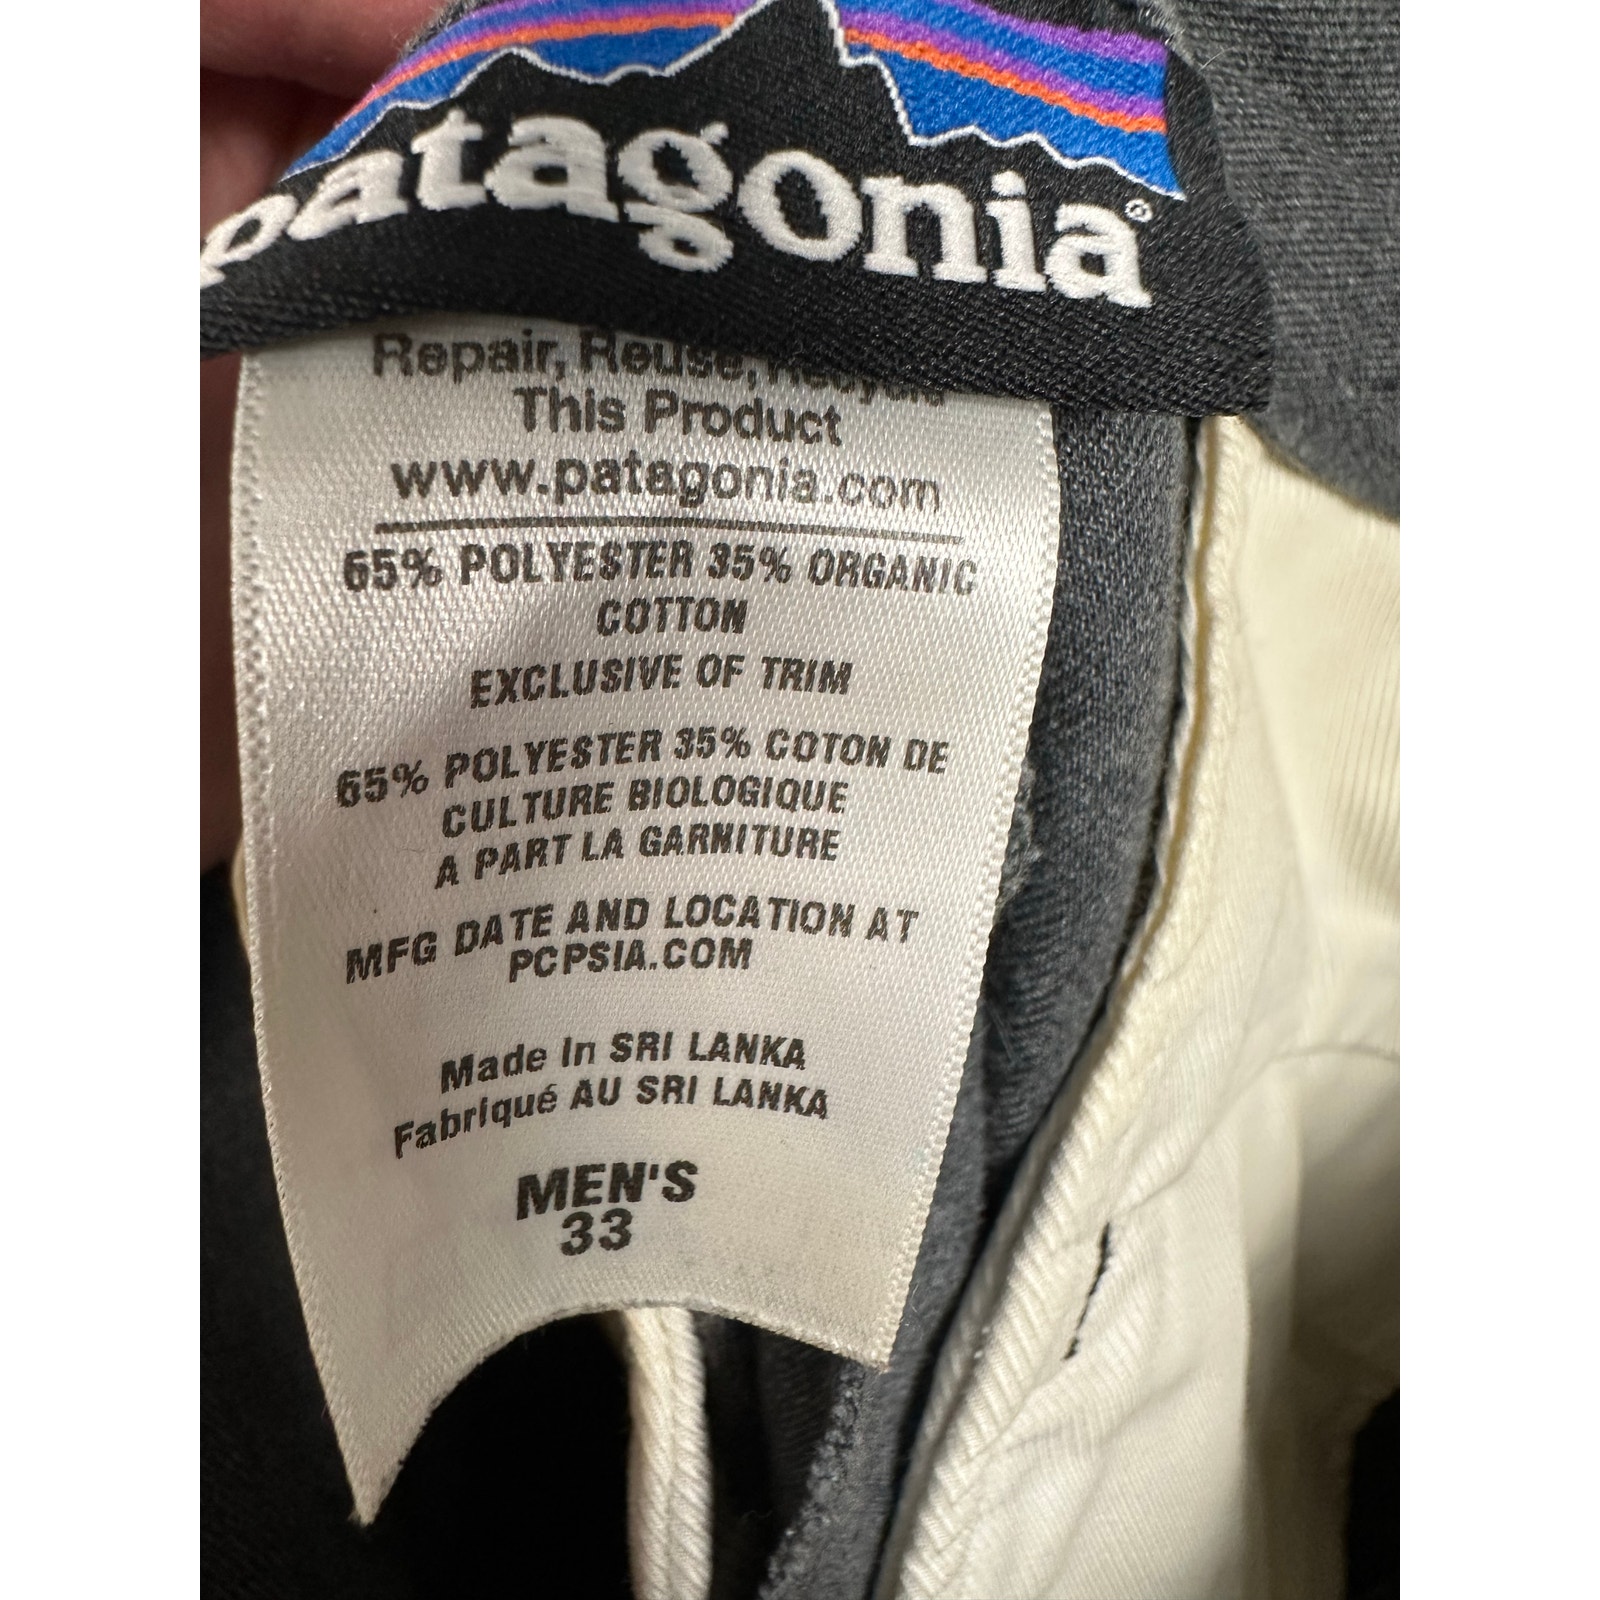 patagonia®
Repair, Reuse, Recycle
This Product
www.patagonia.com
65% POLYESTER 35% ORGANIC
COTTON
EXCLUSIVE OF TRIM
65% POLYESTER 35% COTON DE
CULTURE BIOLOGIQUE
A PART LA GARNITURE
MFG DATE AND LOCATION AT
PCPSIA.COM
Made In SRI LANKA
Fabriqué AU SRI LANKA
MEN'S
33